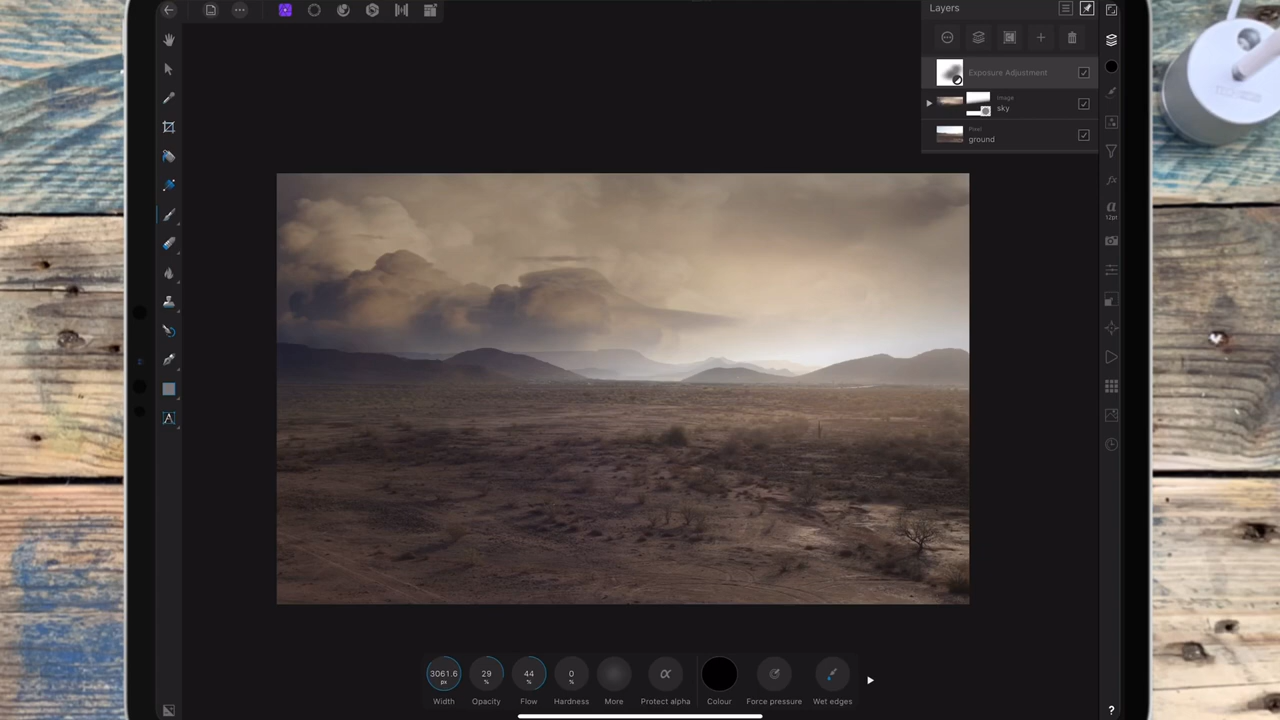 Layers
Exposure Adjustment
Image
sky
Pixel
ground
a
12pt
3061.6
px
Width
29
%
Opacity
44
%
Flow
0
%
Hardness
More
α
Protect alpha
Colour
Force pressure
Wet edges
?